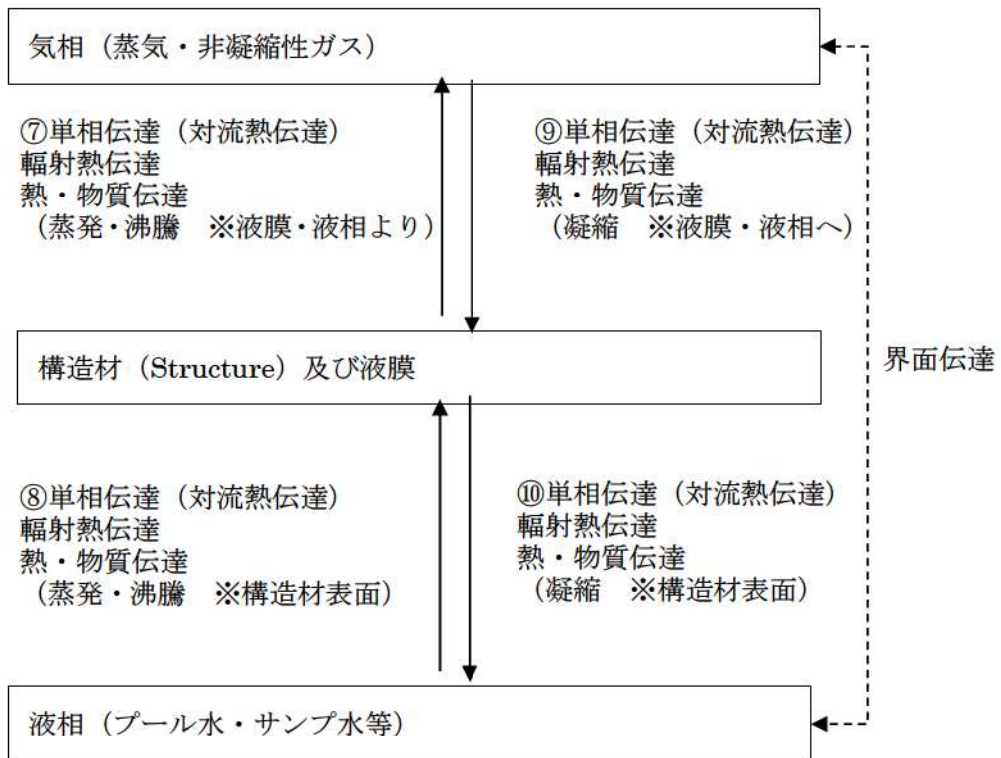 気相（蒸気・非凝縮性ガス）
⑦単相伝達（対流熱伝達）
輻射熱伝達
熱・物質伝達
（蒸発・沸騰　※液膜・液相より）
⑨単相伝達（対流熱伝達）
輻射熱伝達
熱・物質伝達
（凝縮　※液膜・液相へ）
構造材（Structure）及び液膜
界面伝達
⑧単相伝達（対流熱伝達）
輻射熱伝達
熱・物質伝達
（蒸発・沸騰　※構造材表面）
⑩単相伝達（対流熱伝達）
輻射熱伝達
熱・物質伝達
（凝縮　※構造材表面）
液相（プール水・サンプ水等）